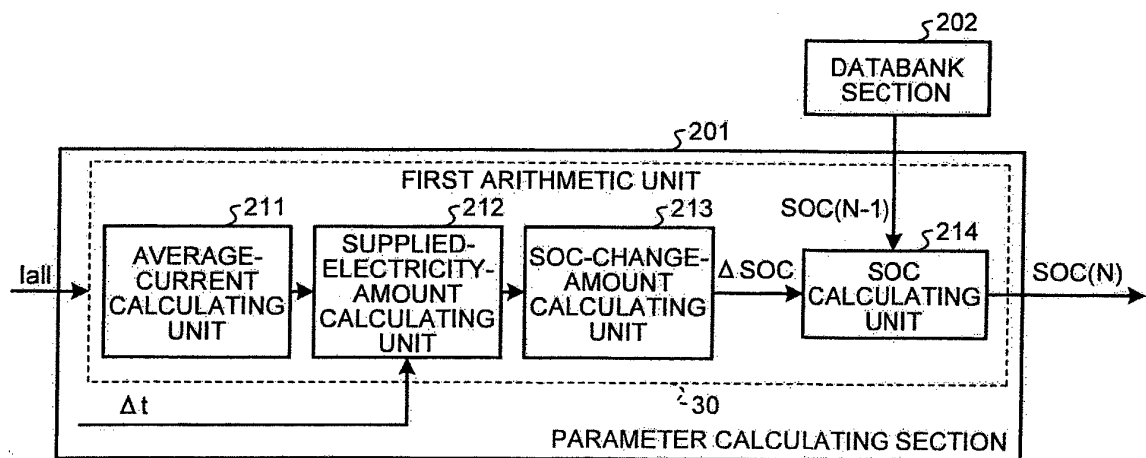 202
DATABANK
SECTION
201
FIRST ARITHMETIC UNIT
211
212
213
SOC(N-1)
214
Iall
AVERAGE-
CURRENT
CALCULATING
UNIT
SUPPLIED-
ELECTRICITY-
AMOUNT
CALCULATING
UNIT
SOC-CHANGE-
AMOUNT
CALCULATING
UNIT
Δ SOC
SOC
CALCULATING
UNIT
SOC(N)
Δt
30
PARAMETER CALCULATING SECTION